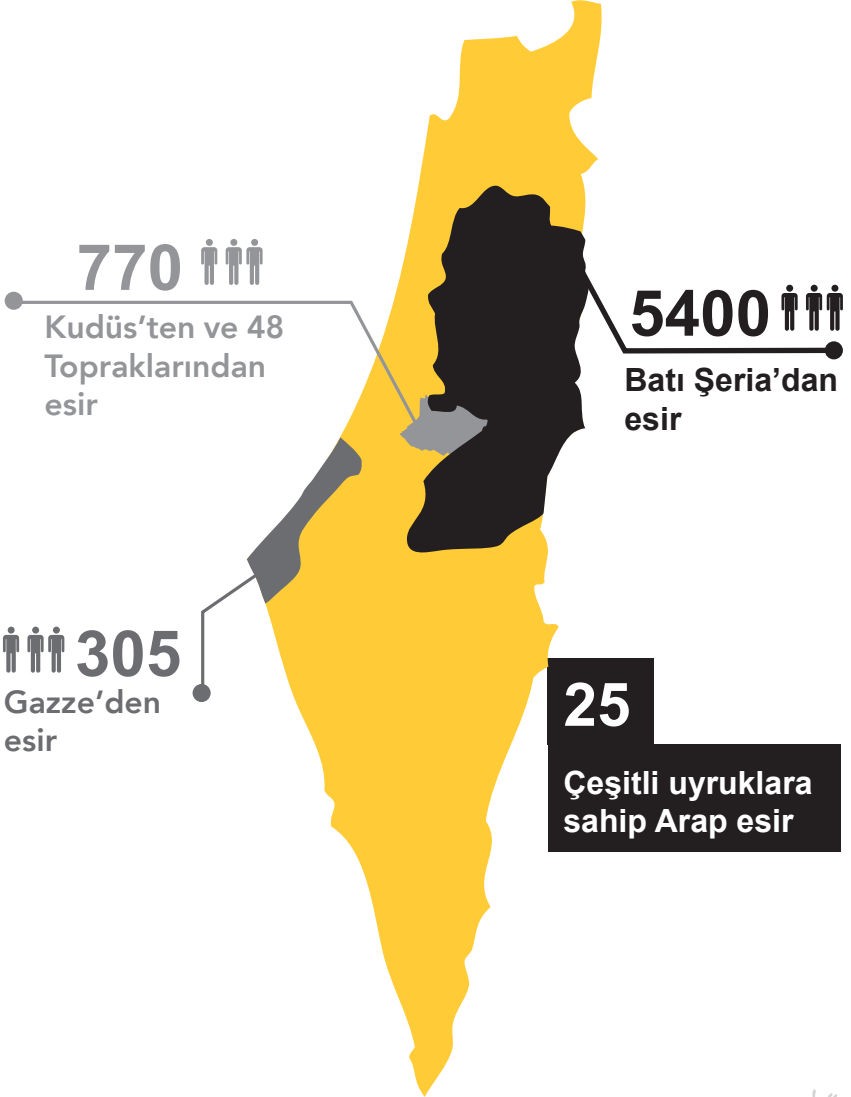 770
Kudüs’ten ve 48
Topraklarından
esir
5400
Batı Şeria’dan
esir
305
Gazze’den
esir
25
Çeşitli uyruklara
sahip Arap esir